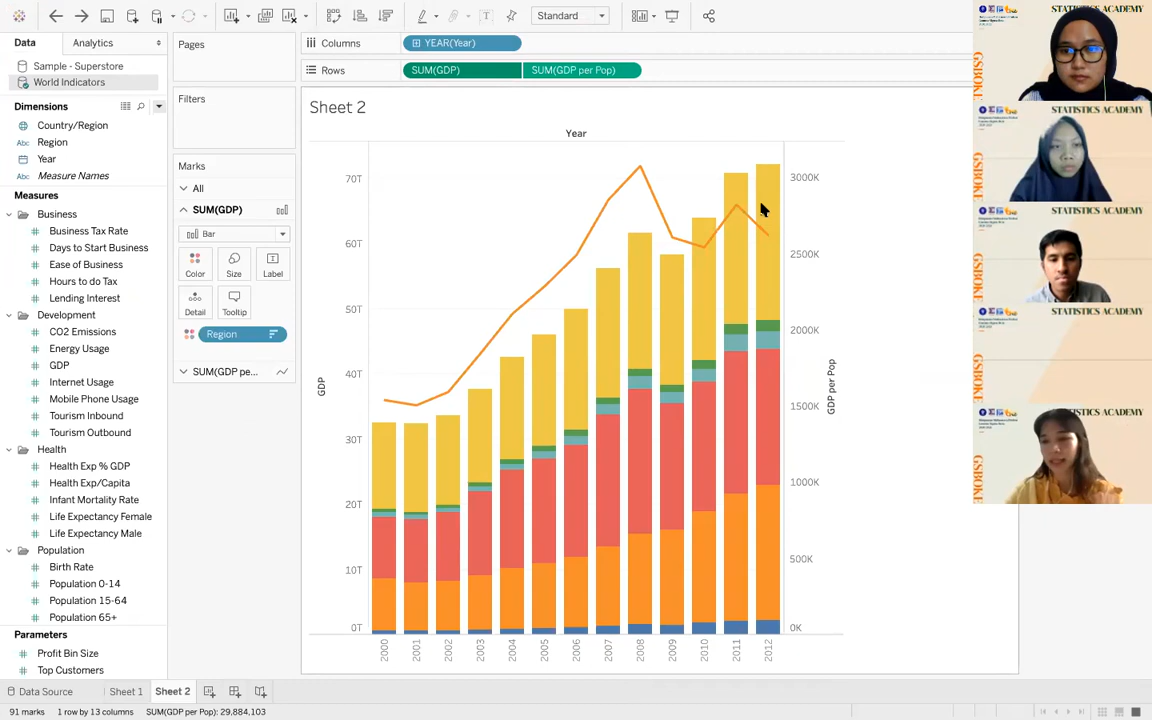 Standard
Data
Analytics
Sample - Superstore
World Indicators
Dimensions
Country/Region
Abc Region
Year
Abc Measure Names
Measures
Business
Business Tax Rate
Days to Start Business
Ease of Business
Hours to do Tax
Lending Interest
Development
CO2 Emissions
Energy Usage
GDP
Internet Usage
Mobile Phone Usage
Tourism Inbound
Tourism Outbound
Health
Health Exp % GDP
Health Exp/Capita
Infant Mortality Rate
Life Expectancy Female
Life Expectancy Male
Population
Birth Rate
Population 0-14
Population 15-64
Population 65+
Parameters
Profit Bin Size
Top Customers
Pages
Filters
Marks
All
SUM(GDP)
Bar
Color
Size
Label
Detail
Tooltip
Region
SUM(GDP pe...
Columns
YEAR(Year)
Rows
SUM(GDP)
SUM(GDP per Pop)
Sheet 2
Year
70T
60T
50T
40T
30T
20T
10T
0T
GDP
3000K
2500K
2000K
1500K
1000K
500K
0K
GDP per Pop
2000
2001
2002
2003
2004
2005
2006
2007
2008
2009
2010
2011
2012
STATISTICS ACADEMY
GSBOKE
STATISTICS ACADEMY
GSBOKE
STATISTICS ACADEMY
GSBOKE
STATISTICS ACADEMY
GSBOKE
STATISTICS ACADEMY
GSBOKE
Data Source
Sheet 1
Sheet 2
91 marks
1 row by 13 columns
SUM(GDP per Pop): 29,884,103